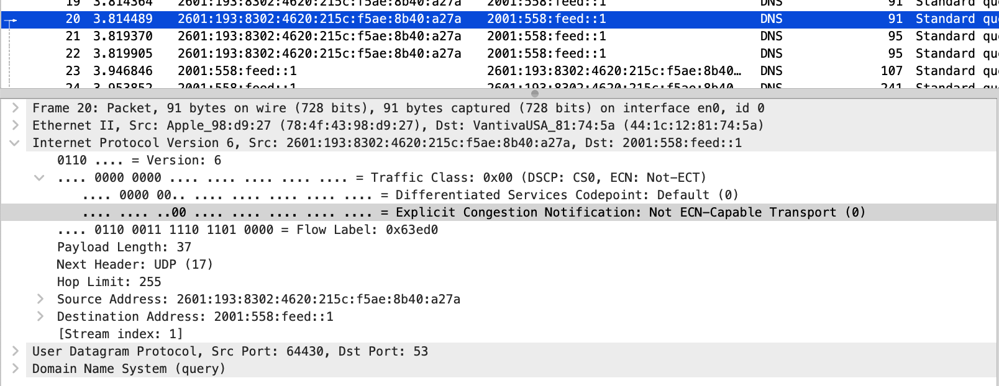 19 3.814364 2601:193:8302:4620:215c:f5ae:8b40:a27a 2001:558:feed::1 DNS 91 Standard que
20 3.814489 2601:193:8302:4620:215c:f5ae:8b40:a27a 2001:558:feed::1 DNS 91 Standard qu
21 3.819370 2601:193:8302:4620:215c:f5ae:8b40:a27a 2001:558:feed::1 DNS 95 Standard qu
22 3.819905 2601:193:8302:4620:215c:f5ae:8b40:a27a 2001:558:feed::1 DNS 95 Standard qu
23 3.946846 2001:558:feed::1 2601:193:8302:4620:215c:f5ae:8b40… DNS 107 Standard qu
24 3.953852 2001:558:feed::1 2601:193:8302:4620:215c:f5ae:8b40 DNS 241 Standard qu
Frame 20: Packet, 91 bytes on wire (728 bits), 91 bytes captured (728 bits) on interface en0, id 0
Ethernet II, Src: Apple_98:d9:27 (78:4f:43:98:d9:27), Dst: VantivaUSA_81:74:5a (44:1c:12:81:74:5a)
Internet Protocol Version 6, Src: 2601:193:8302:4620:215c:f5ae:8b40:a27a, Dst: 2001:558:feed::1
0110 .... = Version: 6
.... 0000 0000 .... .... .... .... .... = Traffic Class: 0x00 (DSCP: CS0, ECN: Not-ECT)
.... 0000 00.. .... .... .... .... .... = Differentiated Services Codepoint: Default (0)
.... .... ..00 .... .... .... .... .... = Explicit Congestion Notification: Not ECN-Capable Transport (0)
.... 0110 0011 1110 1101 0000 = Flow Label: 0x63ed0
Payload Length: 37
Next Header: UDP (17)
Hop Limit: 255
Source Address: 2601:193:8302:4620:215c:f5ae:8b40:a27a
Destination Address: 2001:558:feed::1
[Stream index: 1]
User Datagram Protocol, Src Port: 64430, Dst Port: 53
Domain Name System (query)